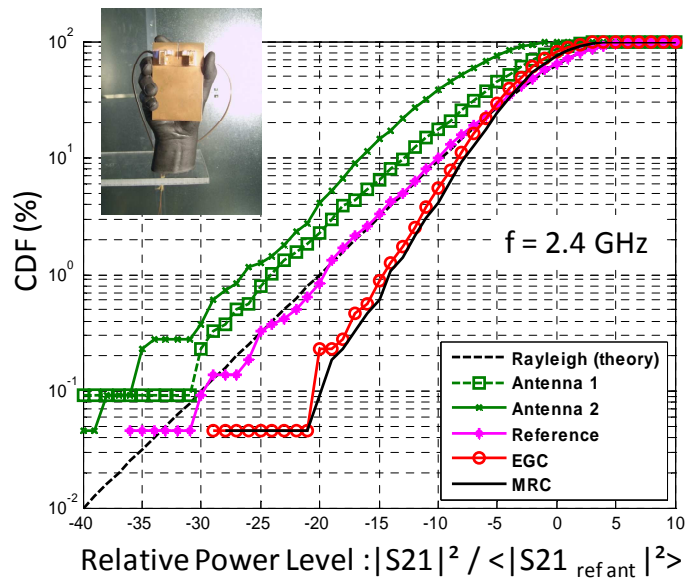 10²
10¹
10⁰
10⁻¹
10⁻²
CDF (%)
f = 2.4 GHz
Rayleigh (theory)
Antenna 1
Antenna 2
Reference
EGC
MRC
-40 -35 -30 -25 -20 -15 -10 -5 0 5 10
Relative Power Level :|S21|² / <|S21 ref ant |²>